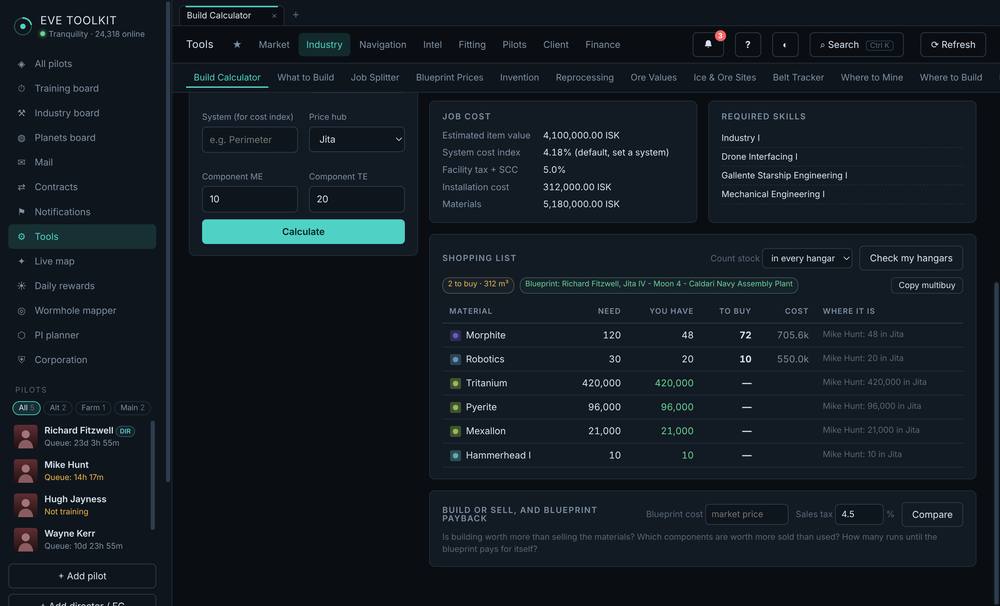 EVE TOOLKIT
Tranquility · 24,318 online
All pilots
Training board
Industry board
Planets board
Mail
Contracts
Notifications
Tools
Live map
Daily rewards
Wormhole mapper
PI planner
Corporation
PILOTS
All 5 Alt 2 Farm 1 Main 2
Richard Fitzwell DIR
Queue: 23d 3h 55m
Mike Hunt
Queue: 14h 17m
Hugh Jayness
Not training
Wayne Kerr
Queue: 10d 23h 55m
+ Add pilot
+ Add director / FC
Build Calculator × +
Tools ★ Market Industry Navigation Intel Fitting Pilots Client Finance 3 ? Search Ctrl K Refresh
Build Calculator What to Build Job Splitter Blueprint Prices Invention Reprocessing Ore Values Ice & Ore Sites Belt Tracker Where to Mine Where to Build
System (for cost index) Price hub
e.g. Perimeter Jita
Component ME Component TE
10 20
Calculate
JOB COST
Estimated item value 4,100,000.00 ISK
System cost index 4.18% (default, set a system)
Facility tax + SCC 5.0%
Installation cost 312,000.00 ISK
Materials 5,180,000.00 ISK
REQUIRED SKILLS
Industry I
Drone Interfacing I
Gallente Starship Engineering I
Mechanical Engineering I
SHOPPING LIST Count stock in every hangar Check my hangars
2 to buy · 312 m³ Blueprint: Richard Fitzwell, Jita IV - Moon 4 - Caldari Navy Assembly Plant Copy multibuy
MATERIAL NEED YOU HAVE TO BUY COST WHERE IT IS
Morphite 120 48 72 705.6k Mike Hunt: 48 in Jita
Robotics 30 20 10 550.0k Mike Hunt: 20 in Jita
Tritanium 420,000 420,000 — Mike Hunt: 420,000 in Jita
Pyerite 96,000 96,000 — Mike Hunt: 96,000 in Jita
Mexallon 21,000 21,000 — Mike Hunt: 21,000 in Jita
Hammerhead I 10 10 — Mike Hunt: 10 in Jita
BUILD OR SELL, AND BLUEPRINT
PAYBACK
Blueprint cost market price Sales tax 4.5 % Compare
Is building worth more than selling the materials? Which components are worth more sold than used? How many runs until the
blueprint pays for itself?